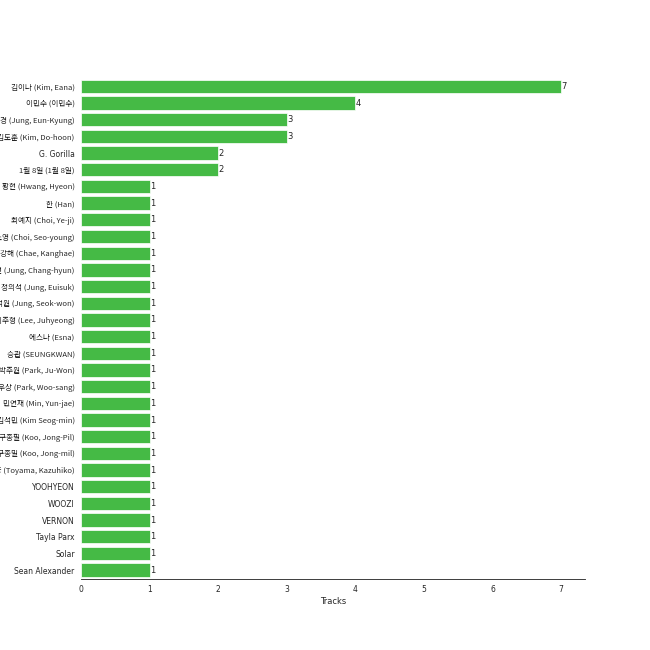 김이나 (Kim, Eana) 7
이민수 (이민수) 4
경 (Jung, Eun-Kyung) 3
김도훈 (Kim, Do-hoon) 3
G. Gorilla 2
1월 8일 (1월 8일) 2
황현 (Hwang, Hyeon) 1
한 (Han) 1
최예지 (Choi, Ye-ji) 1
영 (Choi, Seo-young) 1
강해 (Chae, Kanghae) 1
(Jung, Chang-hyun) 1
정의석 (Jung, Euisuk) 1
석원 (Jung, Seok-won) 1
이주형 (Lee, Juhyeong) 1
에스나 (Esna) 1
승관 (SEUNGKWAN) 1
박주원 (Park, Ju-Won) 1
우상 (Park, Woo-sang) 1
민연재 (Min, Yun-jae) 1
김석민 (Kim Seog-min) 1
구종필 (Koo, Jong-Pil) 1
구종필 (Koo, Jong-mil) 1
(Toyama, Kazuhiko) 1
YOOHYEON 1
WOOZI 1
VERNON 1
Tayla Parx 1
Solar 1
Sean Alexander 1
0 1 2 3 4 5 6 7
Tracks